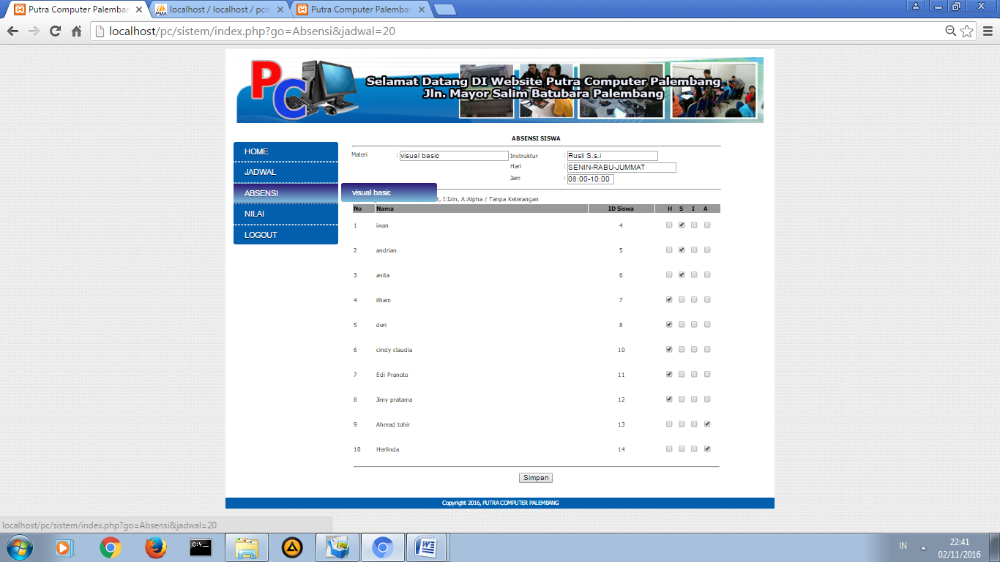 Putra Computer Palembar
localhost / localhost / pcd
Putra Computer Palembar
localhost/pc/sistem/index.php?go=Absensi&jadwal=20
PC
Selamat Datang DI Website Putra Computer Palembang
Jln. Mayor Salim Batubara Palembang
HOME
JADWAL
ABSENSI
NILAI
LOGOUT
visual basic
ABSENSI SISWA
Materi : visual basic Instruktur : Rusli S.s.i
Hari : SENIN-RABU-JUMMAT
Jam : 08:00-10:00
t, I:Izin, A:Alpha / Tanpa Keterangan
No Nama ID Siswa H S I A
1 iwan 4
2 andrian 5
3 anita 6
4 ilham 7
5 deri 8
6 cindy claudia 10
7 Edi Pranoto 11
8 Jimy pratama 12
9 Ahmad tohir 13
10 Herlinda 14
Simpan
Copyright 2016, PUTRA COMPUTER PALEMBANG
localhost/pc/sistem/index.php?go=Absensi&jadwal=20
IN
22:41
02/11/2016